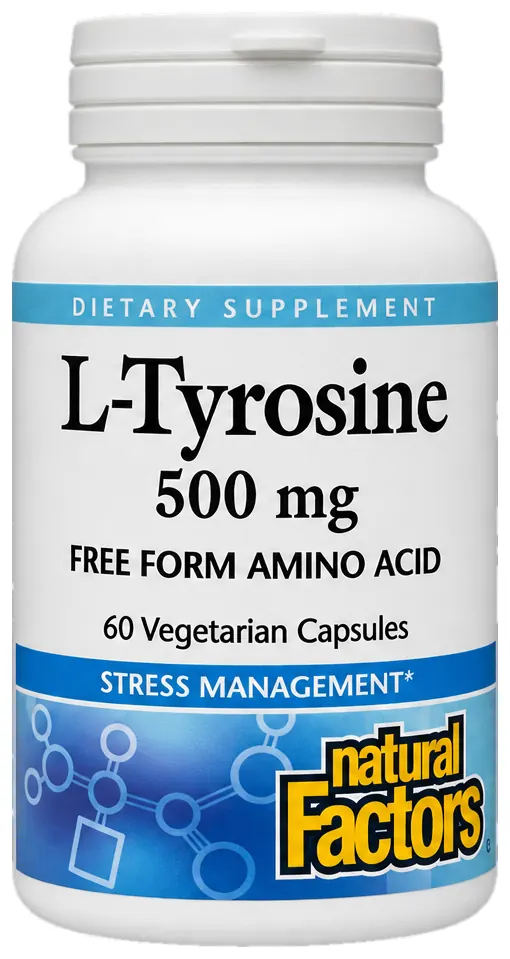 DIETARY SUPPLEMENT
L-Tyrosine
500 mg
FREE FORM AMINO ACID
60 Vegetarian Capsules
STRESS MANAGEMENT*
natural
Factors